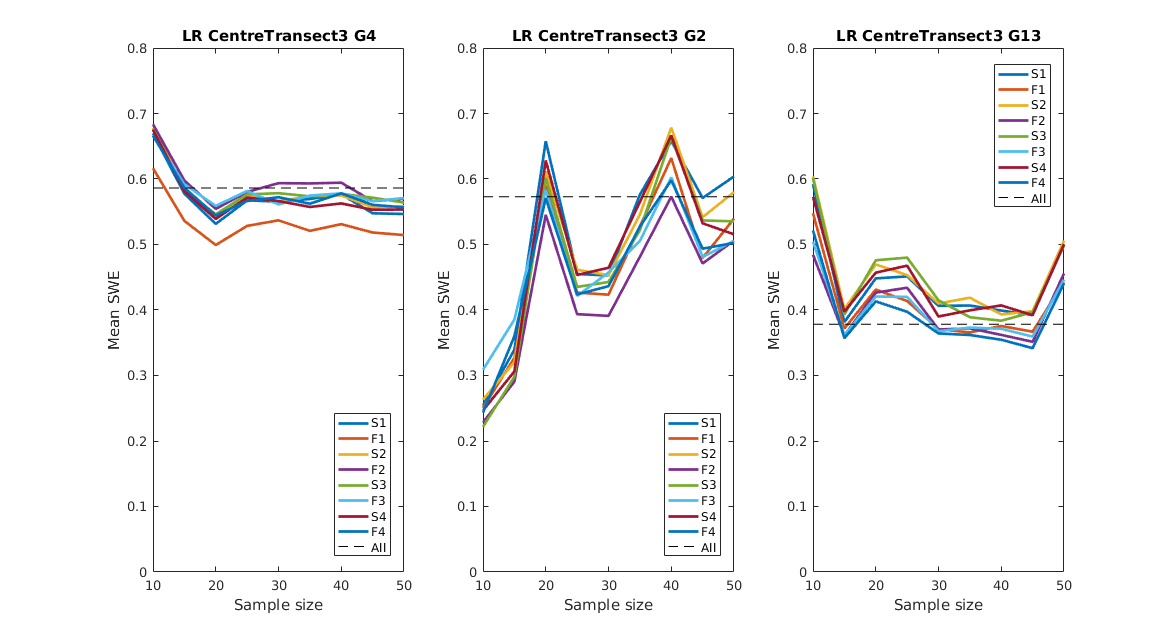 LR CentreTransect3 G4
0.8
0.7
0.6
0.5
0.4
0.3
0.2
0.1
0
Mean SWE
10 20 30 40 50
Sample size
S1
F1
S2
F2
S3
F3
S4
F4
All
LR CentreTransect3 G2
0.8
0.7
0.6
0.5
0.4
0.3
0.2
0.1
0
Mean SWE
10 20 30 40 50
Sample size
S1
F1
S2
F2
S3
F3
S4
F4
All
LR CentreTransect3 G13
0.8
0.7
0.6
0.5
0.4
0.3
0.2
0.1
0
Mean SWE
10 20 30 40 50
Sample size
S1
F1
S2
F2
S3
F3
S4
F4
All